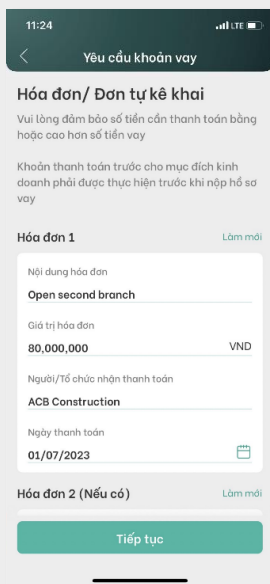 11:24
LTE
Yêu cầu khoản vay
Hóa đơn/ Đơn tự kê khai
Vui lòng đảm bảo số tiền cần thanh toán bằng
hoặc cao hơn số tiền vay
Khoản thanh toán trước cho mục đích kinh
doanh phải được thực hiện trước khi nộp hồ sơ
vay
Hóa đơn 1 Làm mới
Nội dung hóa đơn
Open second branch
Giá trị hóa đơn
80,000,000 VND
Người/Tổ chức nhận thanh toán
ACB Construction
Ngày thanh toán
01/07/2023
Hóa đơn 2 (Nếu có) Làm mới
Tiếp tục